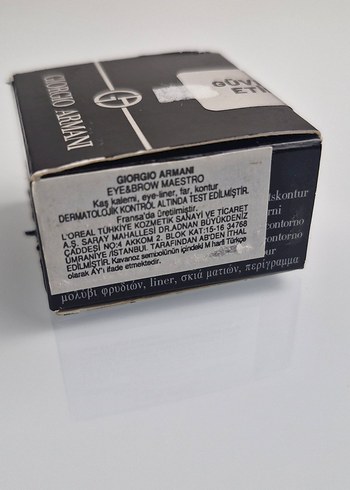 GIORGIO ARMANI
GÜV
ETİ
GIORGIO ARMANI
EYE&BROW MAESTRO
Kaş kalemi, eye-liner, far, kontur
DERMATOLOJİK KONTROL ALTINDA TEST EDİLMİŞTİR.
Fransa'da üretilmiştir.
L'OREAL TÜRKİYE KOZMETİK SANAYİ VE TİCARET
A.Ş. SARAY MAHALLESİ DR.ADNAN BÜYÜKDENİZ
CADDESİ NO:4 AKKOM 2. BLOK KAT:15-16 34768
ÜMRANİYE /İSTANBUL TARAFINDAN AB'DEN İTHAL
EDİLMİŞTİR. Kavanoz sembolünün içindeki M harfi Türkçe
olarak AY'ı ifade etmektedir.
dskontur
rni
contorno
ontorno
ur
μολυβι φρυδιών, liner, σκιά ματιών, περίγραμμα